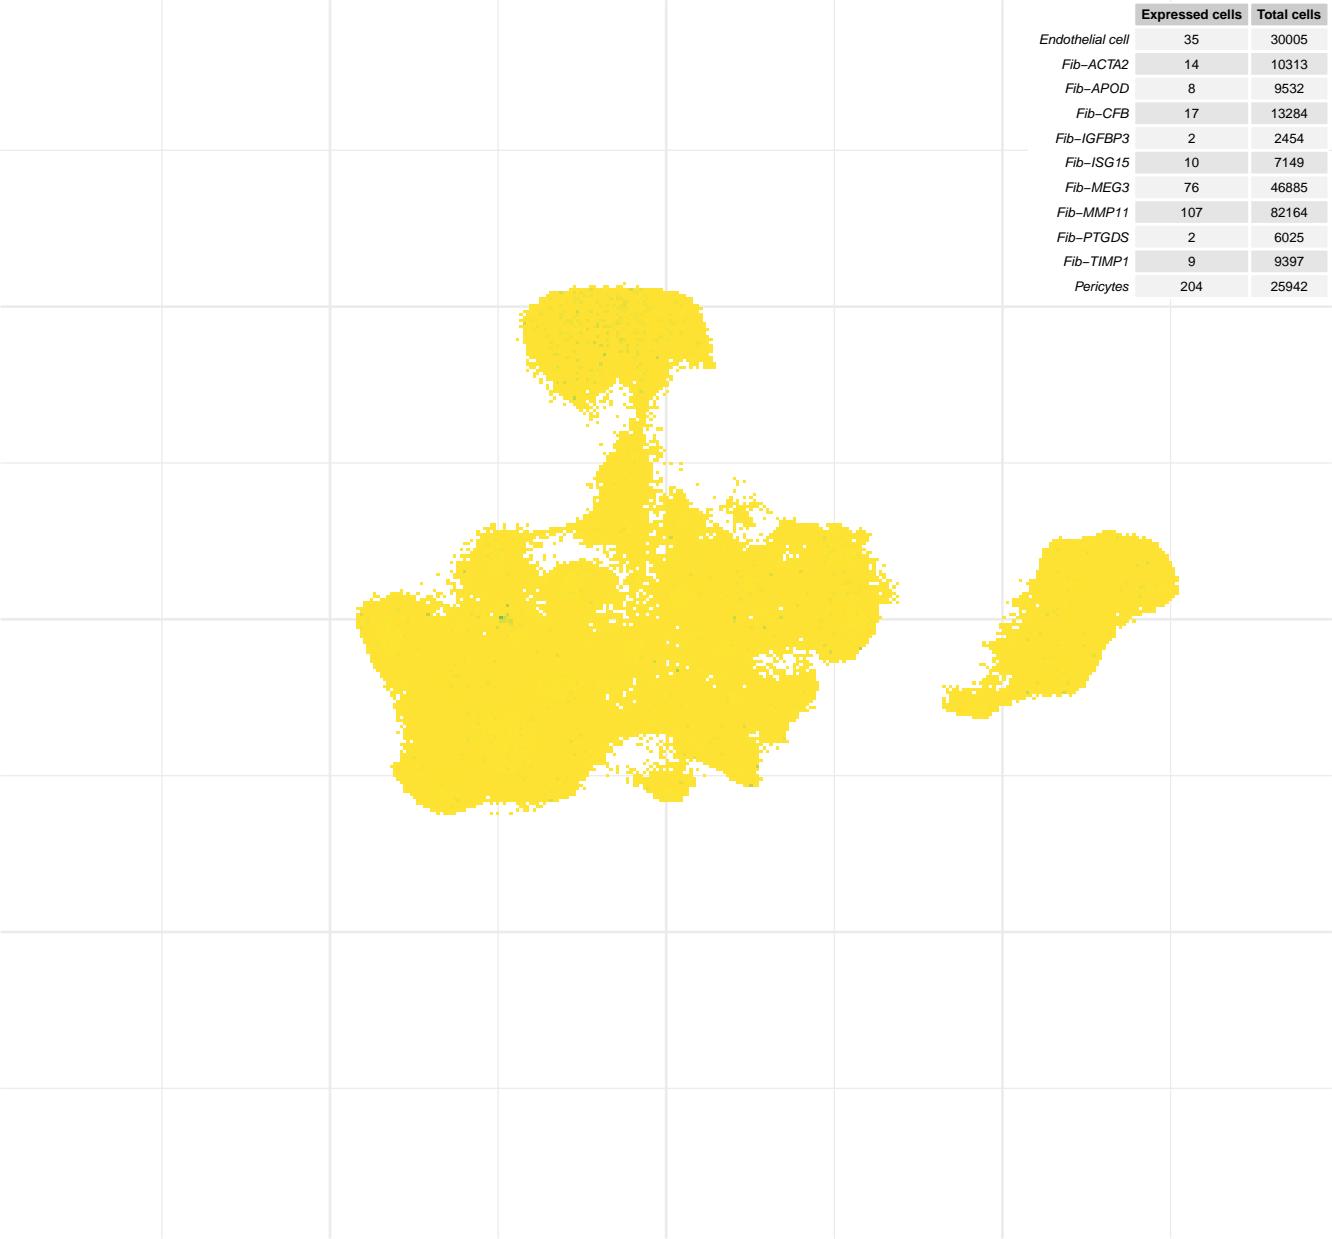 Expressed cells Total cells
Endothelial cell 35 30005
Fib−ACTA2 14 10313
Fib−APOD 8 9532
Fib−CFB 17 13284
Fib−IGFBP3 2 2454
Fib−ISG15 10 7149
Fib−MEG3 76 46885
Fib−MMP11 107 82164
Fib−PTGDS 2 6025
Fib−TIMP1 9 9397
Pericytes 204 25942